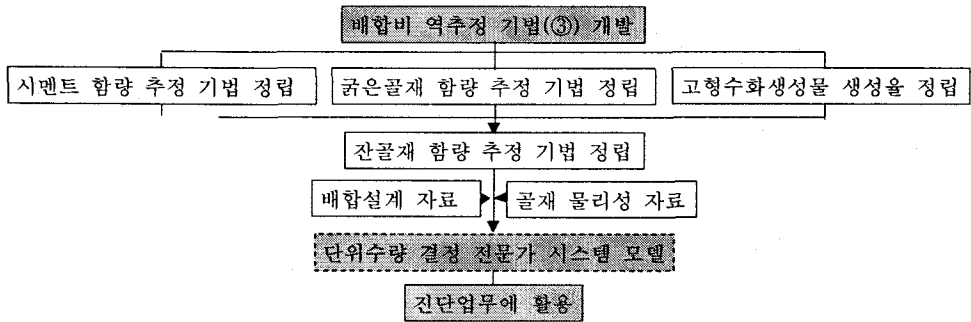 배합비 역추정 기법(③) 개발
시멘트 함량 추정 기법 정립
굵은골재 함량 추정 기법 정립
고형수화생성물 생성율 정립
잔골재 함량 추정 기법 정립
배합설계 자료
골재 물리성 자료
단위수량 결정 전문가 시스템 모델
진단업무에 활용